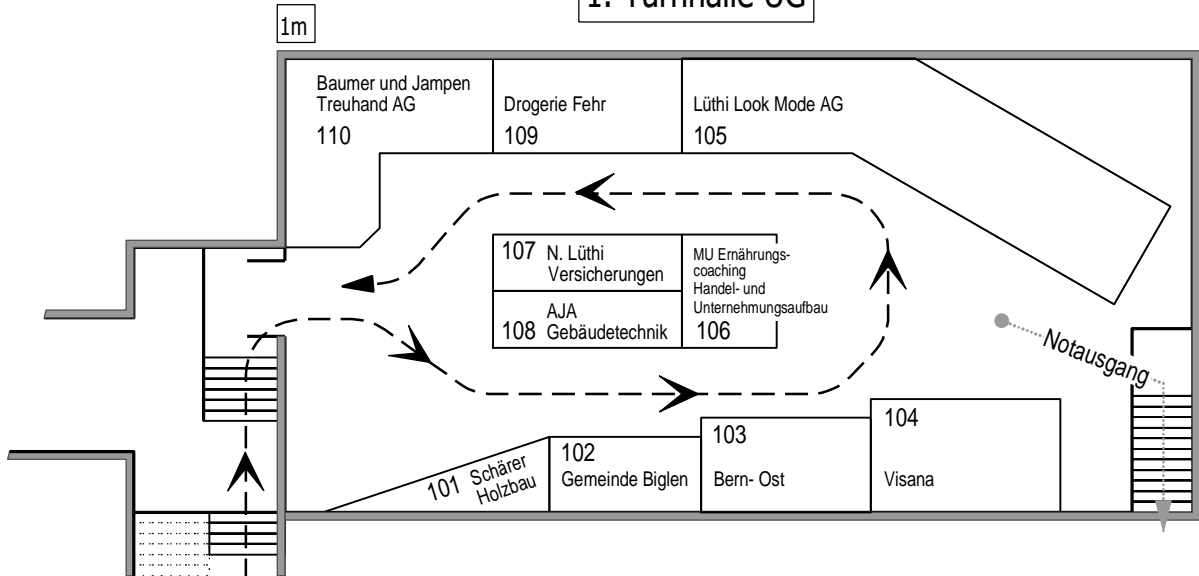 1. Turnhalle UG
1m
Baumer und Jampen
Treuhand AG
110
Drogerie Fehr
109
Lüthi Look Mode AG
105
107 N. Lüthi
Versicherungen
AJA
108 Gebäudetechnik
MU Ernährungs-
coaching
Handel- und
Unternehmungsaufbau
106
Notausgang
101 Schärer
Holzbau
102
Gemeinde Biglen
103
Bern- Ost
104
Visana